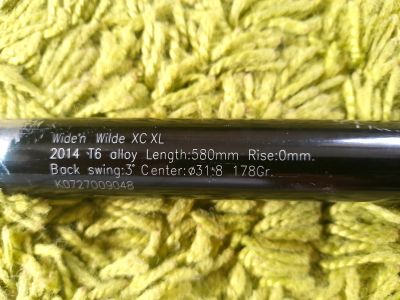 Wide'n Wilde XC XL
2014 T6 alloy Length:580mm Rise:0mm.
Back swing:3° Center:ø31.8 178Gr.
K0727009048